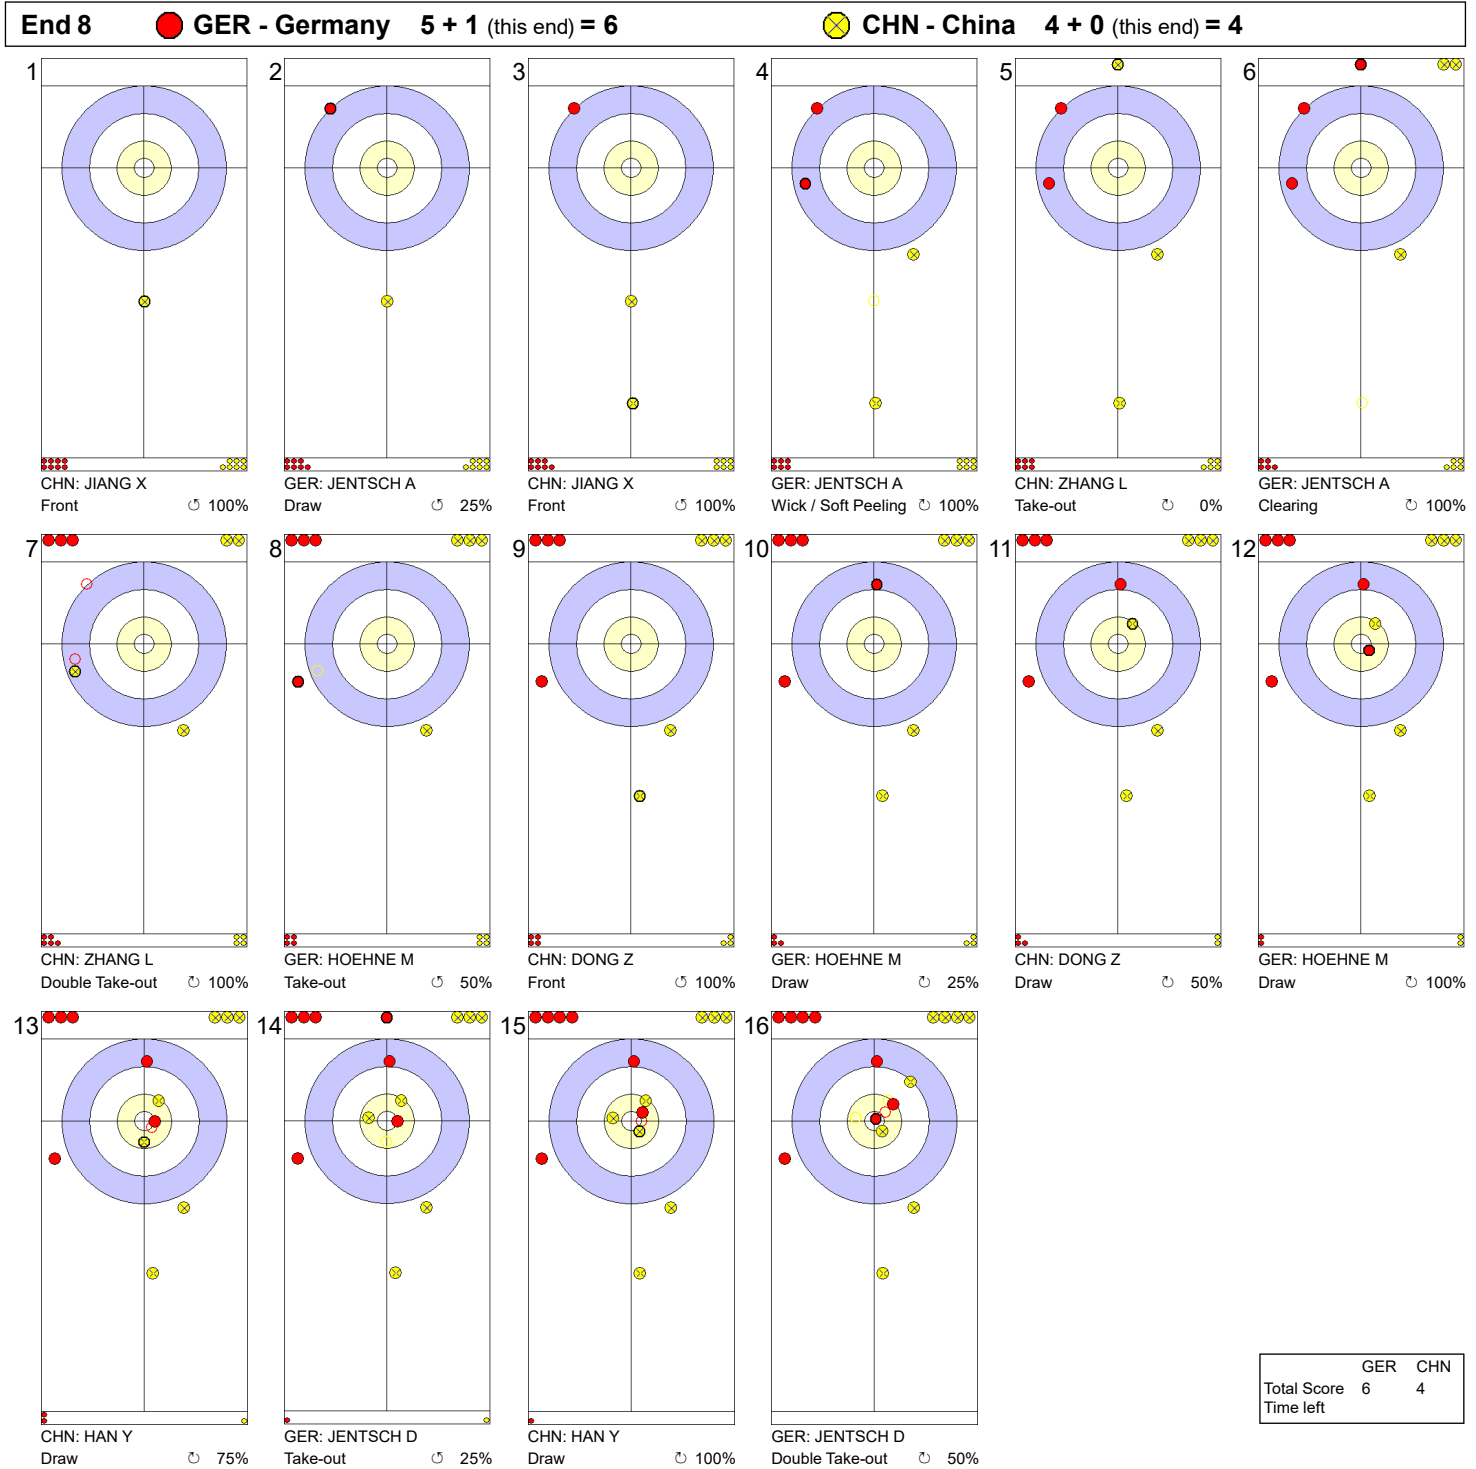 End 8 GER - Germany 5 + 1 (this end) = 6 CHN - China 4 + 0 (this end) = 4
1 2 3 4 5 6
CHN: JIANG X GER: JENTSCH A CHN: JIANG X GER: JENTSCH A CHN: ZHANG L GER: JENTSCH A
Front 100% Draw 25% Front 100% Wick / Soft Peeling 100% Take-out 0% Clearing 100%
7 8 9 10 11 12
CHN: ZHANG L GER: HOEHNE M CHN: DONG Z GER: HOEHNE M CHN: DONG Z GER: HOEHNE M
Double Take-out 100% Take-out 50% Front 100% Draw 25% Draw 50% Draw 100%
13 14 15 16
GER CHN
Total Score 6 4
Time left
CHN: HAN Y GER: JENTSCH D CHN: HAN Y GER: JENTSCH D
Draw 75% Take-out 25% Draw 100% Double Take-out 50%